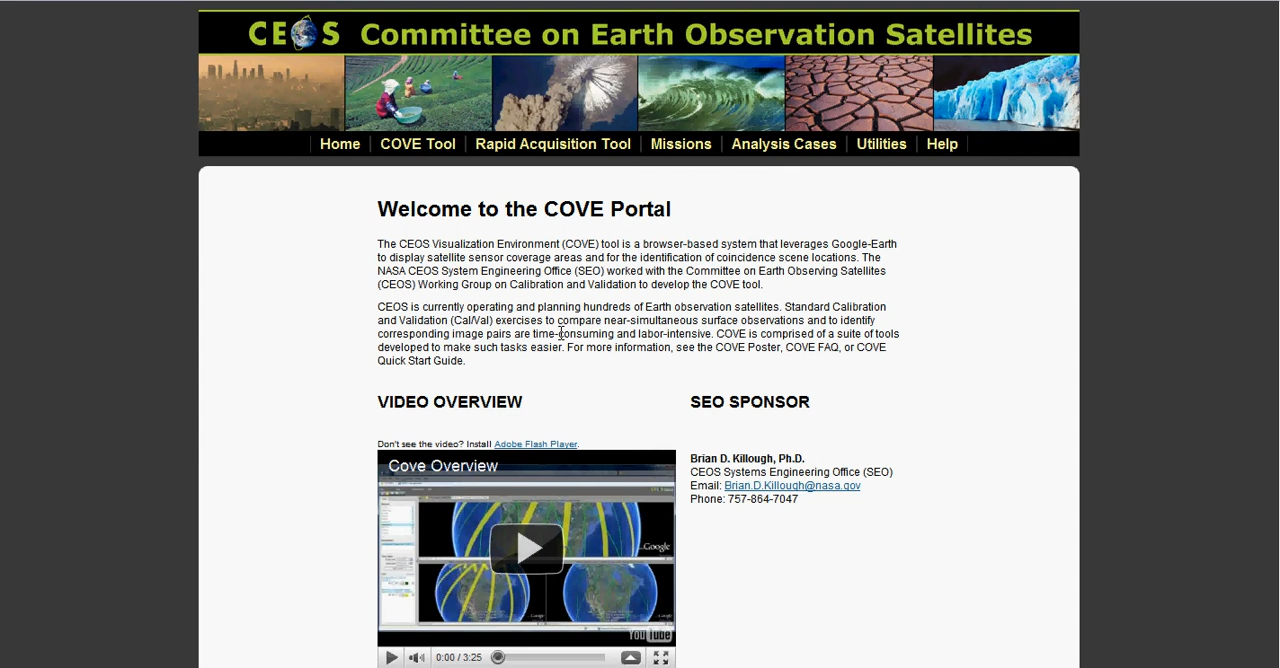 CEOS Committee on Earth Observation Satellites
Home COVE Tool Rapid Acquisition Tool Missions Analysis Cases Utilities Help
Welcome to the COVE Portal
The CEOS Visualization Environment (COVE) tool is a browser-based system that leverages Google-Earth
to display satellite sensor coverage areas and for the identification of coincidence scene locations. The
NASA CEOS System Engineering Office (SEO) worked with the Committee on Earth Observing Satellites
(CEOS) Working Group on Calibration and Validation to develop the COVE tool.
CEOS is currently operating and planning hundreds of Earth observation satellites. Standard Calibration
and Validation (Cal/Val) exercises to compare near-simultaneous surface observations and to identify
corresponding image pairs are time-consuming and labor-intensive. COVE is comprised of a suite of tools
developed to make such tasks easier. For more information, see the COVE Poster, COVE FAQ, or COVE
Quick Start Guide.
VIDEO OVERVIEW
Don't see the video? Install Adobe Flash Player.
Cove Overview
Google
Google
Google
YouTube
0:00 / 3:25
SEO SPONSOR
Brian D. Killough, Ph.D.
CEOS Systems Engineering Office (SEO)
Email: Brian.D.Killough@nasa.gov
Phone: 757-864-7047